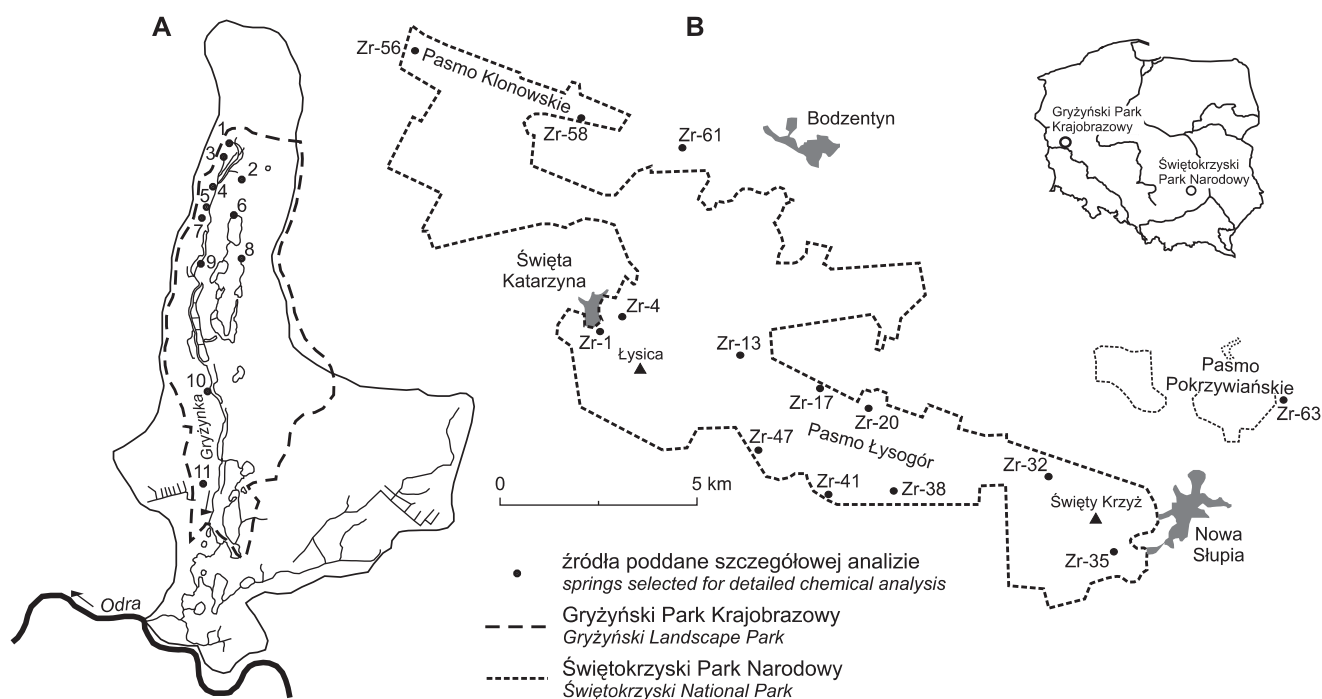 A
1
3
2
4
5
6
7
8
9
10
Gryżynka
11
Odra
B
Zr-56
Pasmo Klonowskie
Zr-58
Zr-61
Bodzentyn
Święta
Katarzyna
Zr-4
Zr-1
Łysica
Zr-13
Zr-17
Zr-20
Zr-47
Pasmo Łysogór
Zr-41
Zr-38
Zr-32
Święty Krzyż
Zr-35
Nowa
Słupia
Gryżyński Park
Krajobrazowy
Świętokrzyski
Park Narodowy
Pasmo
Pokrzywiańskie
Zr-63
0 5 km
źródła poddane szczegółowej analizie
springs selected for detailed chemical analysis
Gryżyński Park Krajobrazowy
Gryżyński Landscape Park
Świętokrzyski Park Narodowy
Świętokrzyski National Park